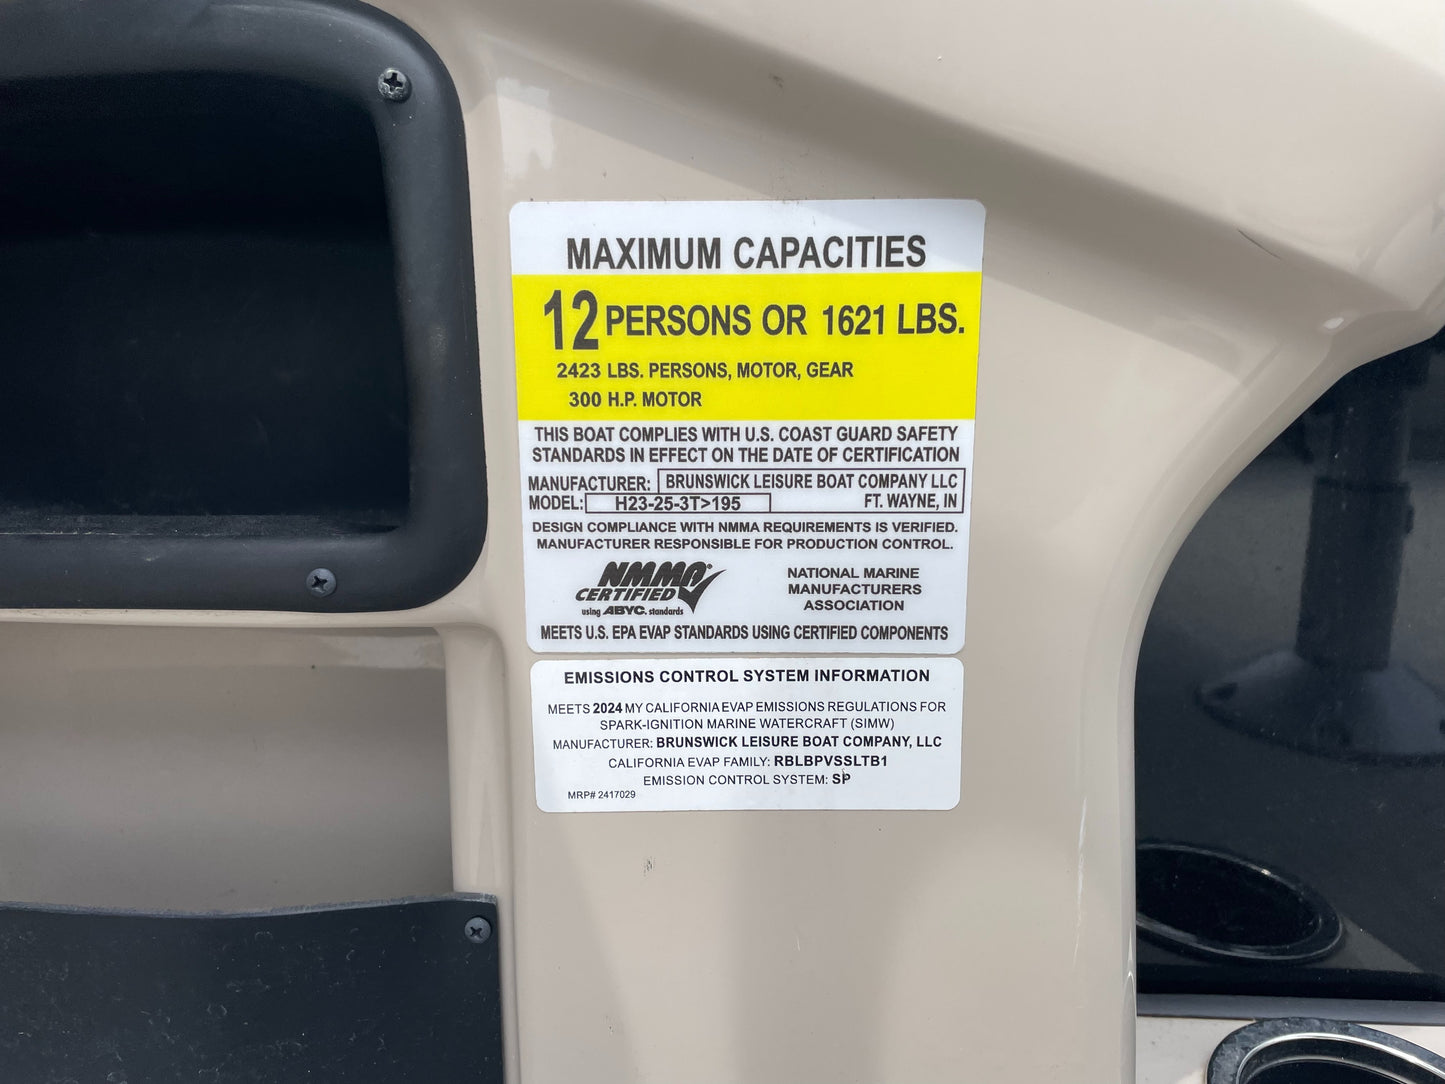 MAXIMUM CAPACITIES
12 PERSONS OR 1621 LBS.
2423 LBS. PERSONS, MOTOR, GEAR
300 H.P. MOTOR
THIS BOAT COMPLIES WITH U.S. COAST GUARD SAFETY
STANDARDS IN EFFECT ON THE DATE OF CERTIFICATION
MANUFACTURER: BRUNSWICK LEISURE BOAT COMPANY LLC
MODEL: H23-25-3T>195 FT. WAYNE, IN
DESIGN COMPLIANCE WITH NMMA REQUIREMENTS IS VERIFIED.
MANUFACTURER RESPONSIBLE FOR PRODUCTION CONTROL.
NMMA®
CERTIFIED
using ABYC. standards
NATIONAL MARINE
MANUFACTURERS
ASSOCIATION
MEETS U.S. EPA EVAP STANDARDS USING CERTIFIED COMPONENTS
EMISSIONS CONTROL SYSTEM INFORMATION
MEETS 2024 MY CALIFORNIA EVAP EMISSIONS REGULATIONS FOR
SPARK-IGNITION MARINE WATERCRAFT (SIMW)
MANUFACTURER: BRUNSWICK LEISURE BOAT COMPANY, LLC
CALIFORNIA EVAP FAMILY: RBLBPVSSLTB1
EMISSION CONTROL SYSTEM: SP
MRP# 2417029